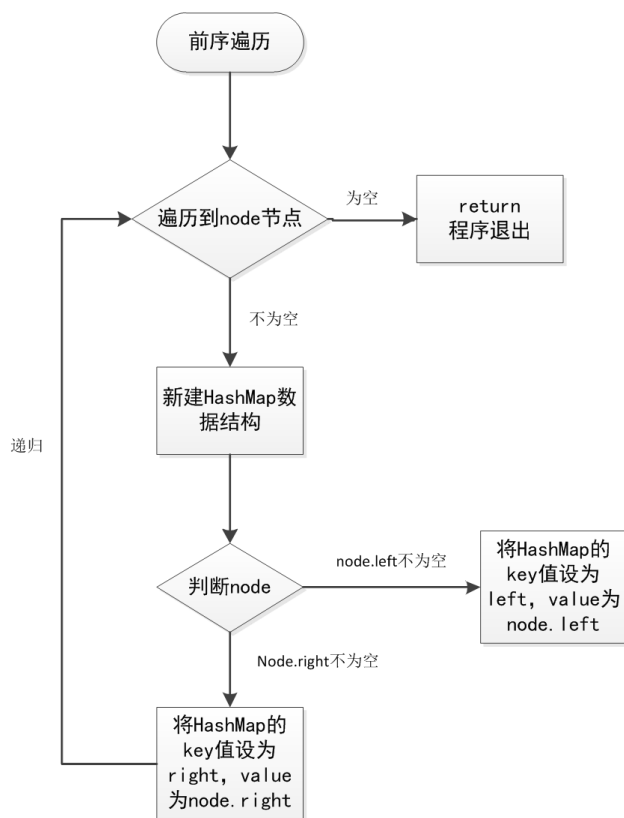 前序遍历
遍历到node节点
为空
return
程序退出
不为空
新建HashMap数
据结构
递归
判断node
node.left不为空
将HashMap的
key值设为
left, value为
node.left
Node.right不为空
将HashMap的
key值设为
right, value
为node.right